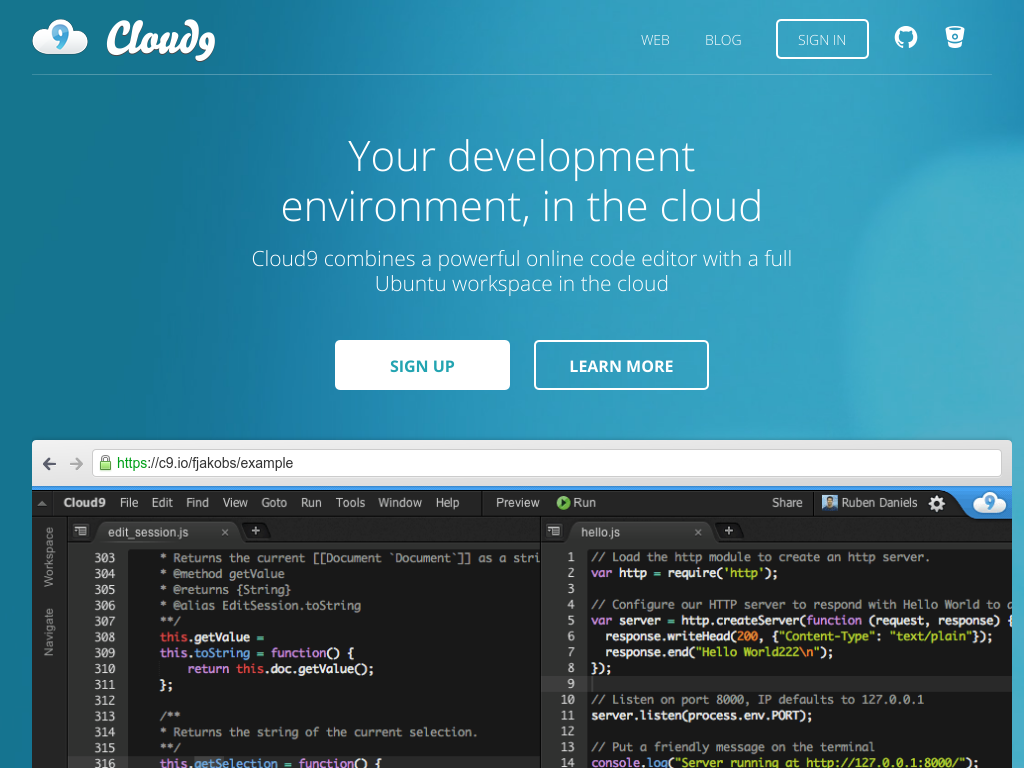 9 Cloud9
WEB BLOG SIGN IN
Your development
environment, in the cloud
Cloud9 combines a powerful online code editor with a full
Ubuntu workspace in the cloud
SIGN UP LEARN MORE
https://c9.io/fjakobs/example
Cloud9 File Edit Find View Goto Run Tools Window Help Preview Run Share Ruben Daniels 9
Workspace
Navigate
edit_session.js × +
303 * Returns the current [[Document `Document`]] as a stri
304 * @method getValue
305 * @returns {String}
306 * @alias EditSession.toString
307 **/
308 this.getValue =
309 this.toString = function() {
310 return this.doc.getValue();
311 };
312
313 /**
314 * Returns the string of the current selection.
315 **/
316 this.getSelection = function() {
hello.js × +
1 // Load the http module to create an http server.
2 var http = require('http');
3
4 // Configure our HTTP server to respond with Hello World to a
5 var server = http.createServer(function (request, response) {
6 response.writeHead(200, {"Content-Type": "text/plain"});
7 response.end("Hello World222\n");
8 });
9
10 // Listen on port 8000, IP defaults to 127.0.0.1
11 server.listen(process.env.PORT);
12
13 // Put a friendly message on the terminal
14 console.log("Server running at http://127.0.0.1:8000/");